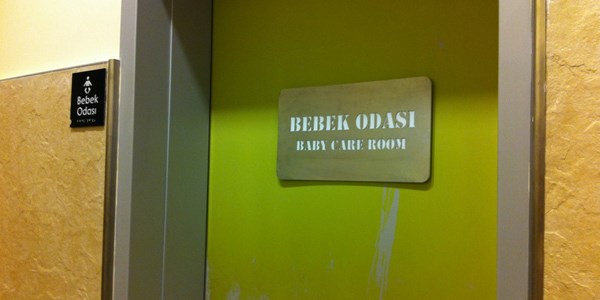 Bebek
Odası
BEBEK ODASI
BABY CARE ROOM